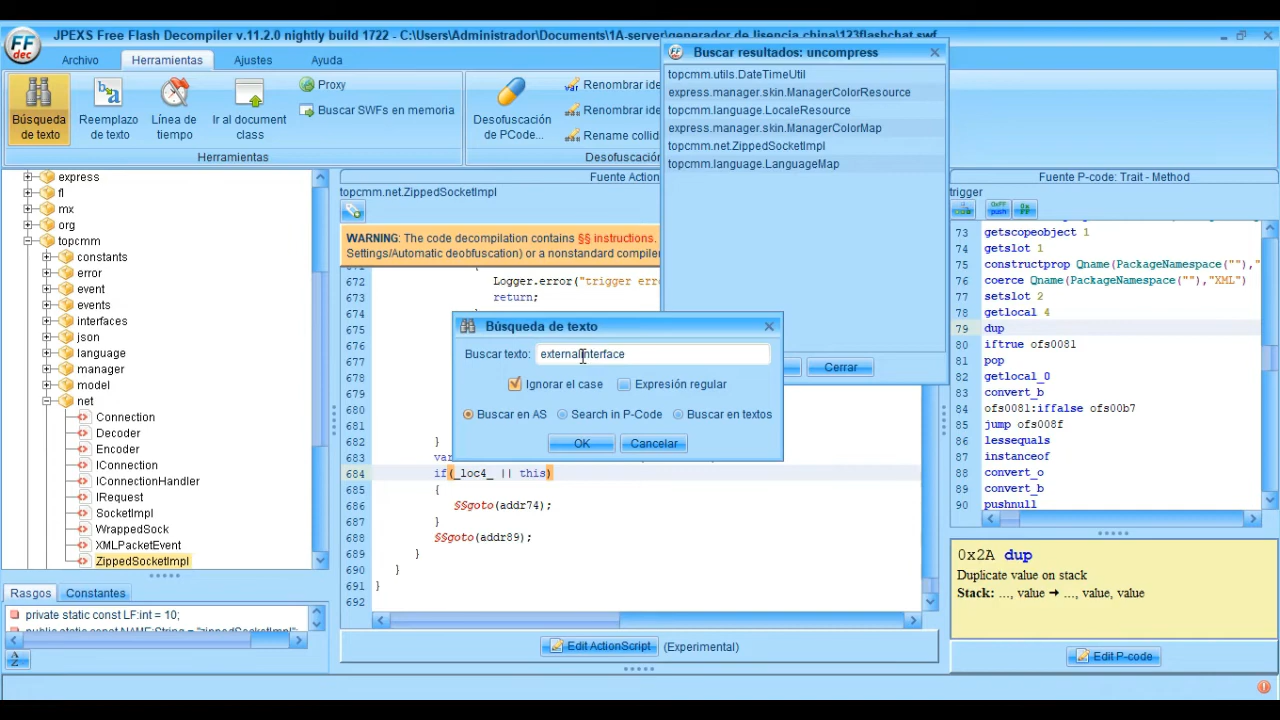 JPEXS Free Flash Decompiler v.11.2.0 nightly build 1722 - C:\Users\Administrador\Documents\1A-server\generador de lisencia china\123flashchat.swf
FF
dec
Archivo
Herramientas
Ajustes
Ayuda
Búsqueda
de texto
Reemplazo
de texto
Línea de
tiempo
Ir al document
class
Proxy
Buscar SWFs en memoria
Herramientas
Desofuscación
de PCode...
Renombrar ide
Renombrar ide
Rename collid
Desofus
Buscar resultados: uncompress
topcmm.utils.DateTimeUtil
express.manager.skin.ManagerColorResource
topcmm.language.LocaleResource
express.manager.skin.ManagerColorMap
topcmm.net.ZippedSocketImpl
topcmm.language.LanguageMap
Cerrar
express
fl
mx
org
topcmm
constants
error
event
events
interfaces
json
language
manager
model
net
Connection
Decoder
Encoder
IConnection
IConnectionHandler
IRequest
SocketImpl
WrappedSock
XMLPacketEvent
ZippedSocketImpl
Rasgos
Constantes
private static const LF:int = 10;
public static const NAME:String = "zippedSocketImpl";
Fuente Action
topcmm.net.ZippedSocketImpl
WARNING: The code decompilation contains §§ instructions.
Settings/Automatic deobfuscation) or a nonstandard compiler
672 {
673 Logger.error("trigger erro
674 return;
675
676
677
678
679
680
681
682 }
683 var
684 if(_loc4_ || this)
685 {
686 §§goto(addr74);
687 }
688 §§goto(addr89);
689 }
690 }
691 }
692
Edit ActionScript
(Experimental)
Búsqueda de texto
Buscar texto: externalinterface
Ignorar el case
Expresión regular
Buscar en AS
Search in P-Code
Buscar en textos
OK
Cancelar
Fuente P-code: Trait - Method
trigger
0xFF
push
73 getscopeobject 1
74 getslot 1
75 constructprop Qname(PackageNamespace(""),"
76 coerce Qname(PackageNamespace(""),"XML")
77 setslot 2
78 getlocal 4
79 dup
80 iftrue ofs0081
81 pop
82 getlocal_0
83 convert_b
84 ofs0081:iffalse ofs00b7
85 jump ofs008f
86 lessequals
87 instanceof
88 convert_o
89 convert_b
90 pushnull
0x2A dup
Duplicate value on stack
Stack: ..., value ➞ ..., value, value
Edit P-code